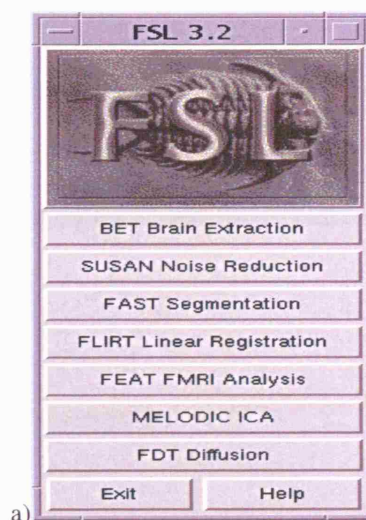 FSL 3.2
FSL
BET Brain Extraction
SUSAN Noise Reduction
FAST Segmentation
FLIRT Linear Registration
FEAT FMRI Analysis
MELODIC ICA
FDT Diffusion
Exit Help
a)